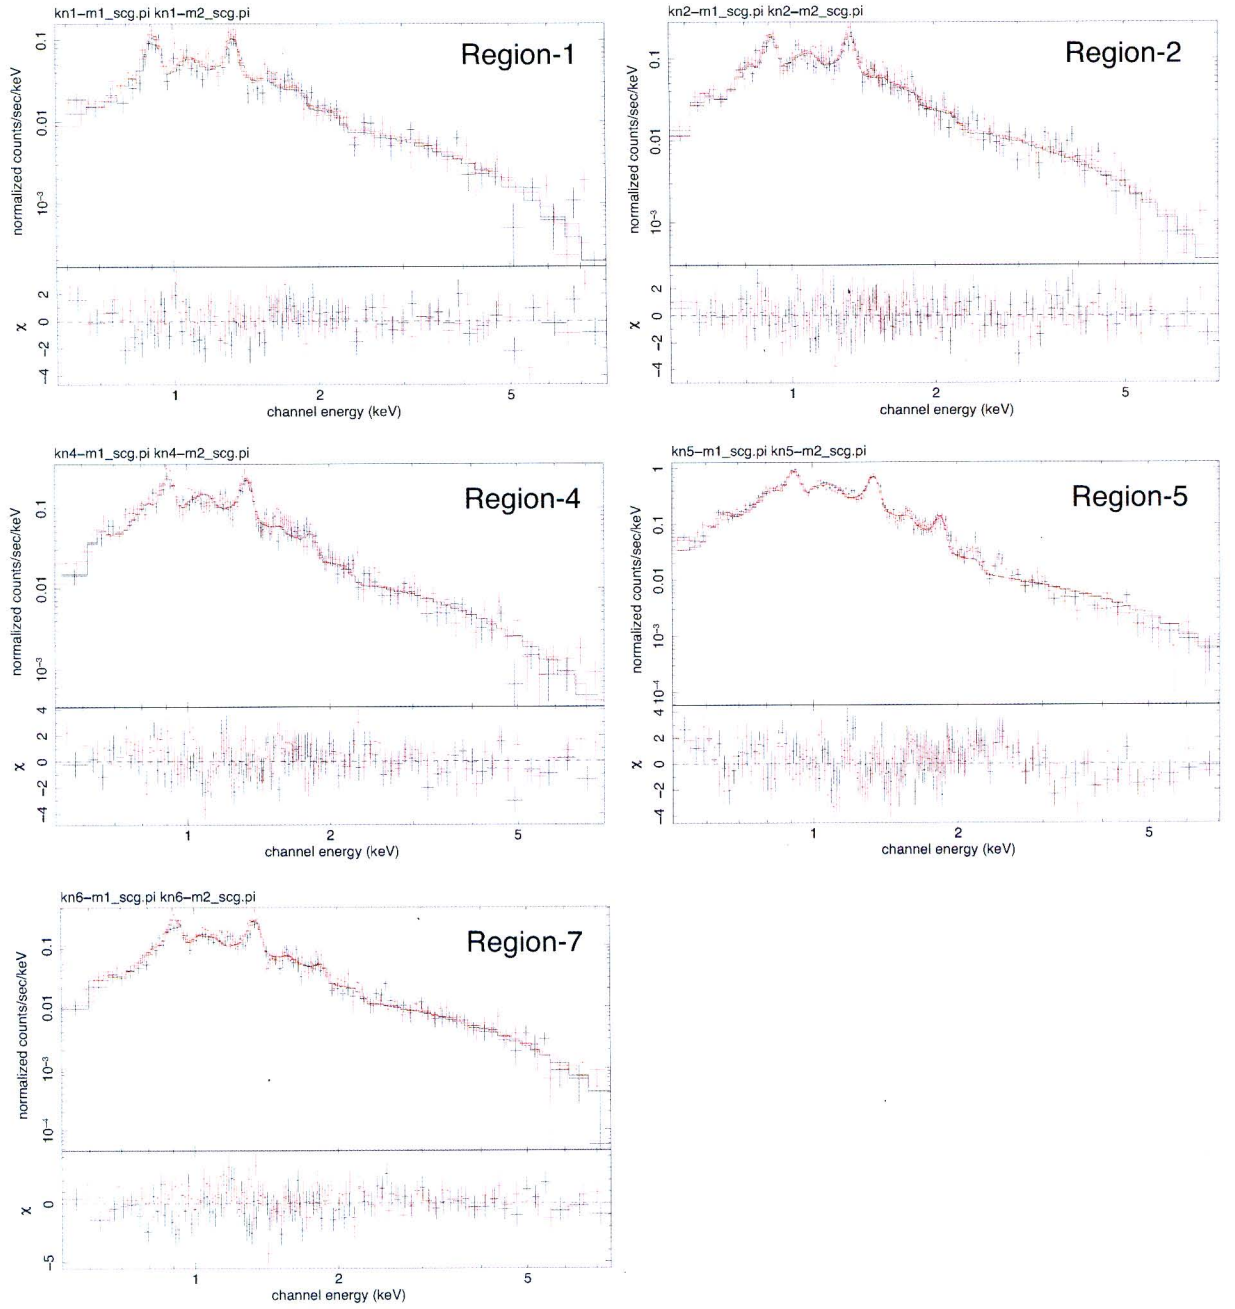 kn1−m1_scg.pi kn1−m2_scg.pi
Region-1
normalized counts/sec/keV
0.1
0.01
10−3
χ
2
0
−2
−4
1
2
5
channel energy (keV)
kn2−m1_scg.pi kn2−m2_scg.pi
Region-2
normalized counts/sec/keV
0.1
0.01
10−3
χ
2
0
−2
−4
1
2
5
channel energy (keV)
kn4−m1_scg.pi kn4−m2_scg.pi
Region-4
normalized counts/sec/keV
0.1
0.01
10−3
χ
4
2
0
−2
−4
1
2
5
channel energy (keV)
kn5−m1_scg.pi kn5−m2_scg.pi
Region-5
normalized counts/sec/keV
1
0.1
0.01
10−3
10−4
χ
4
2
0
−2
−4
1
2
5
channel energy (keV)
kn6−m1_scg.pi kn6−m2_scg.pi
Region-7
normalized counts/sec/keV
0.1
0.01
10−3
10−4
χ
0
−5
1
2
5
channel energy (keV)